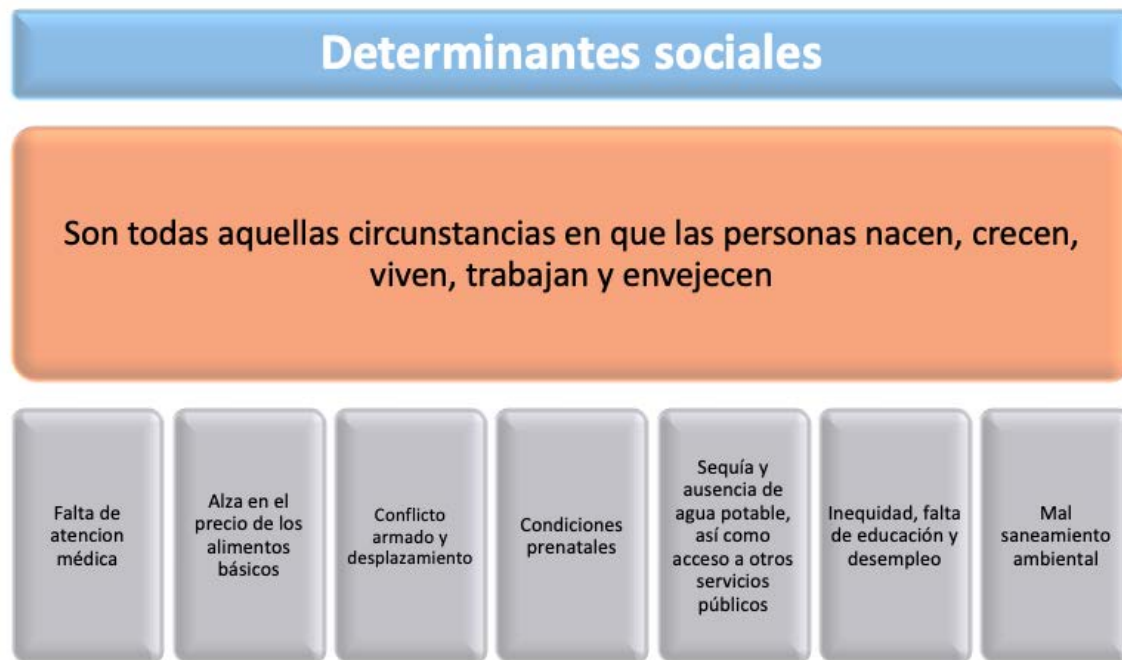 Determinantes sociales
Son todas aquellas circunstancias en que las personas nacen, crecen,
viven, trabajan y envejecen
Falta de
atencion
médica
Alza en el
precio de los
alimentos
básicos
Conflicto
armado y
desplazamiento
Condiciones
prenatales
Sequía y
ausencia de
agua potable,
así como
acceso a otros
servicios
públicos
Inequidad, falta
de educación y
desempleo
Mal
saneamiento
ambiental